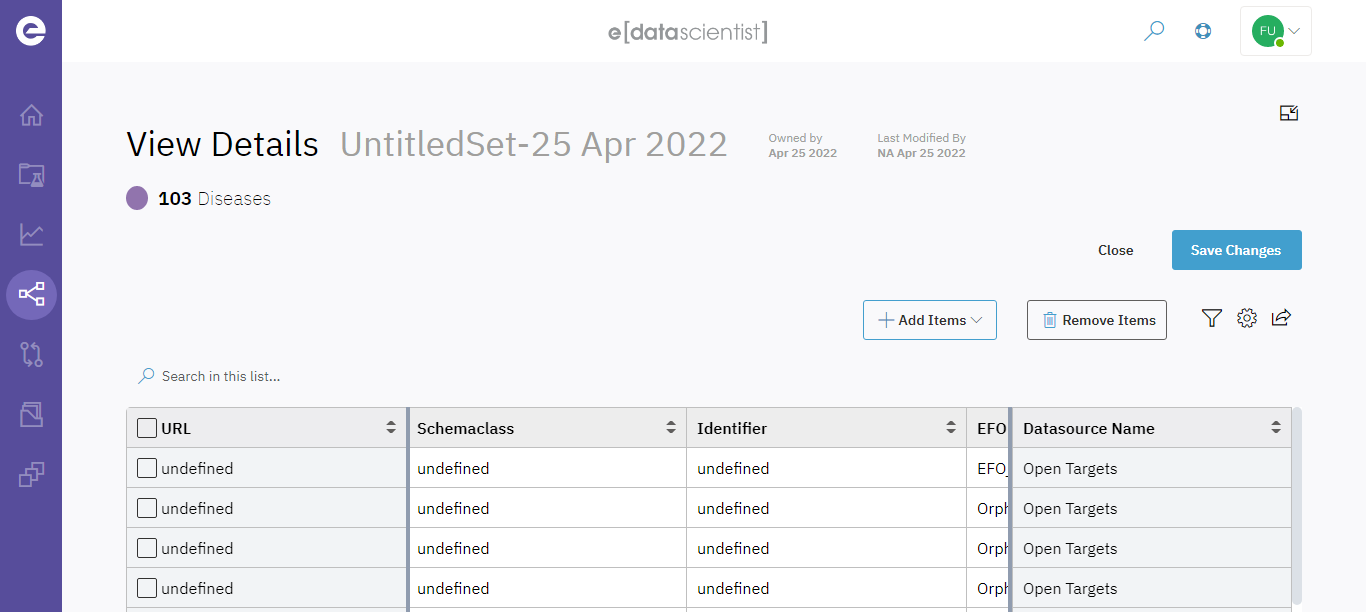 e[datascientist]
FU
View Details UntitledSet-25 Apr 2022
Owned by
Apr 25 2022
Last Modified By
NA Apr 25 2022
103 Diseases
Close
Save Changes
Add Items
Remove Items
Search in this list...
URL Schemaclass Identifier EFO Datasource Name
undefined undefined undefined EFO_ Open Targets
undefined undefined undefined Orph Open Targets
undefined undefined undefined Orph Open Targets
undefined undefined undefined Orph Open Targets